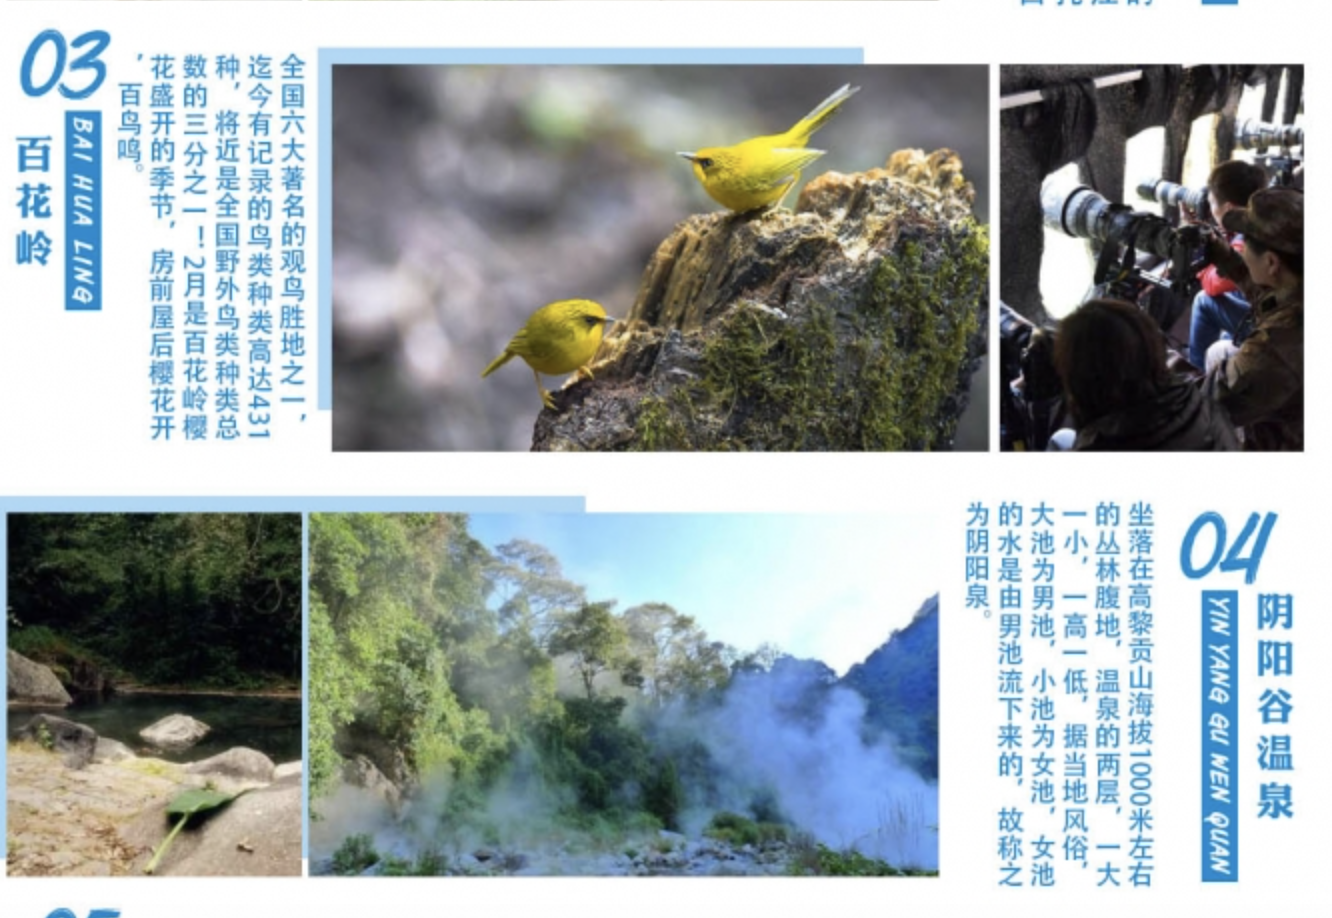 03
百花岭
BAI HUA LING
全国六大著名的观鸟胜地之一，
迄今有记录的鸟类种类高达431
种，将近是全国野外鸟类种类总
数的三分之一！2月是百花岭樱
花盛开的季节，房前屋后樱花开
，百鸟鸣。
04
阴阳谷温泉
YIN YANG GU NEN QUAN
坐落在高黎贡山海拔1000米左右
的丛林腹地，温泉的两层，一大
一小，一高一低，据当地风俗，
大池为男池，小池为女池，女池
的水是由男池流下来的，故称之
为阴阳泉。